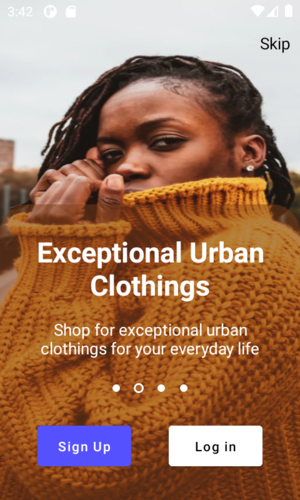 3:42
Skip
Exceptional Urban
Clothings
Shop for exceptional urban
clothings for your everyday life
Sign Up
Log in